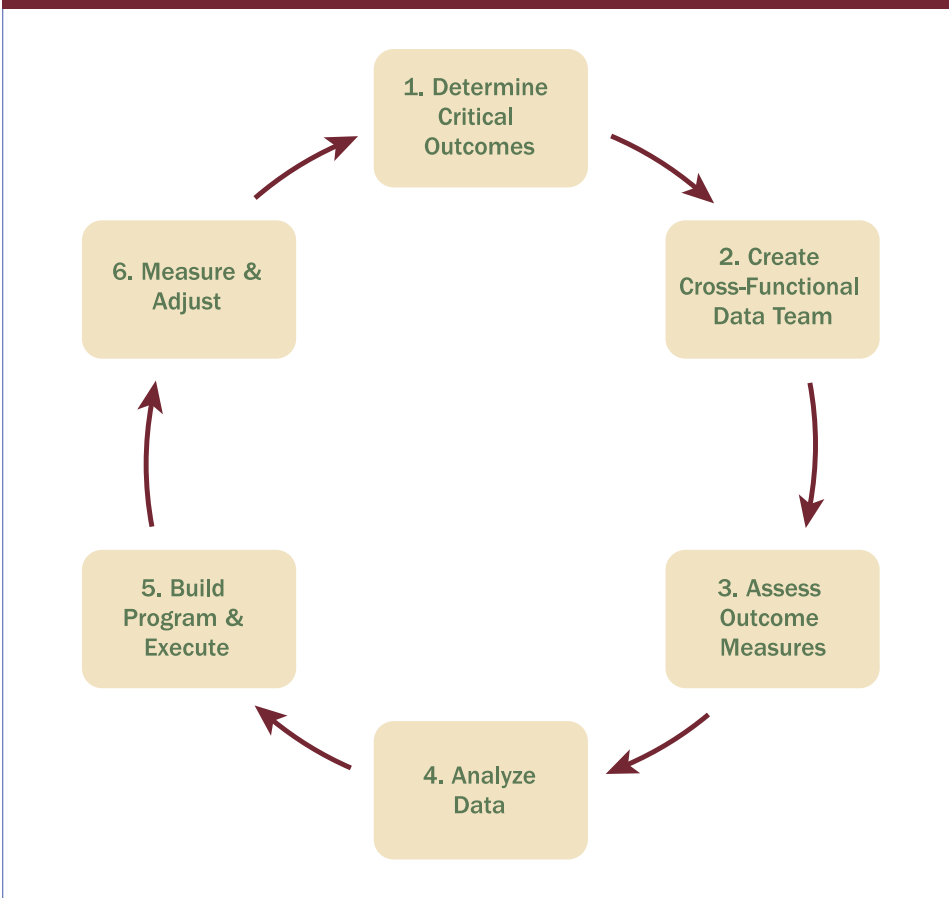 1. Determine
Critical
Outcomes
2. Create
Cross-Functional
Data Team
3. Assess
Outcome
Measures
4. Analyze
Data
5. Build
Program &
Execute
6. Measure &
Adjust